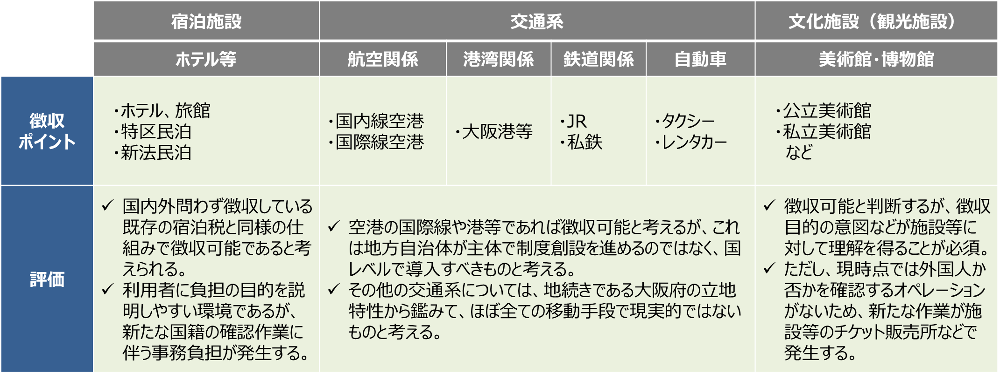 宿泊施設
交通系
文化施設（観光施設）
ホテル等
航空関係
港湾関係
鉄道関係
自動車
美術館・博物館
徴収
ポイント
・ホテル、旅館
・特区民泊
・新法民泊
・国内線空港
・国際線空港
・大阪港等
・JR
・私鉄
・タクシー
・レンタカー
・公立美術館
・私立美術館
など
評価
✓ 国内外問わず徴収している
既存の宿泊税と同様の仕
組みで徴収可能であると考
えられる。
✓ 利用者に負担の目的を説
明しやすい環境であるが、
新たな国籍の確認作業に
伴う事務負担が発生する。
✓ 空港の国際線や港等であれば徴収可能と考えるが、これ
は地方自治体が主体で制度創設を進めるのではなく、国
レベルで導入すべきものと考える。
✓ その他の交通系については、地続きである大阪府の立地
特性から鑑みて、ほぼ全ての移動手段で現実的ではない
ものと考える。
✓ 徴収可能と判断するが、徴収
目的の意図などが施設等に
対して理解を得ることが必須。
✓ ただし、現時点では外国人か
否かを確認するオペレーション
がないため、新たな作業が施
設等のチケット販売所などで
発生する。